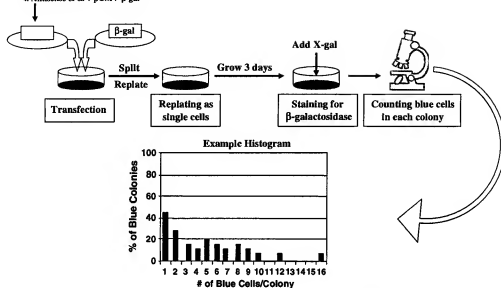 β-gal
Add X-gal
Split
Replate
Grow 3 days
Transfection
Replating as
single cells
Staining for
β-galactosidase
Counting blue cells
in each colony
Example Histogram
% of Blue Colonies
100
80
60
40
20
0
1 2 3 4 5 6 7 8 9 10 11 12 13 14 15 16
# of Blue Cells/Colony